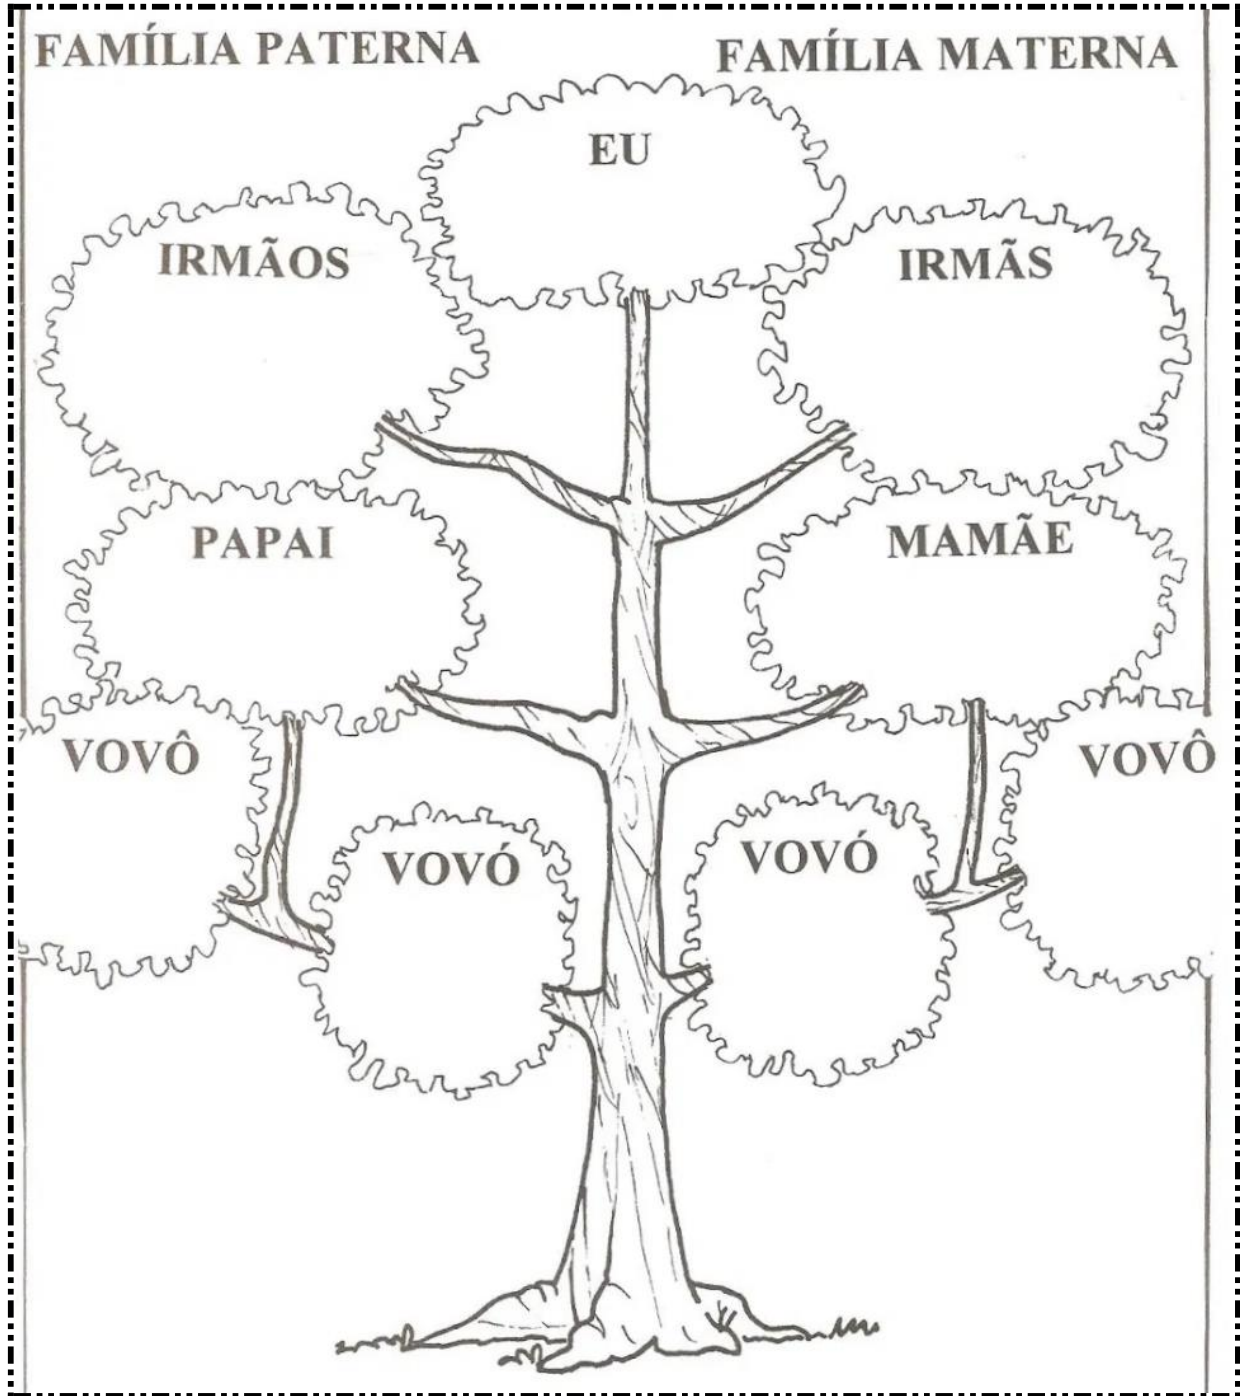 FAMÍLIA PATERNA
FAMÍLIA MATERNA
EU
IRMÃOS
IRMÃS
PAPAI
MAMÃE
VOVÔ
VOVÔ
VOVÓ
VOVÓ